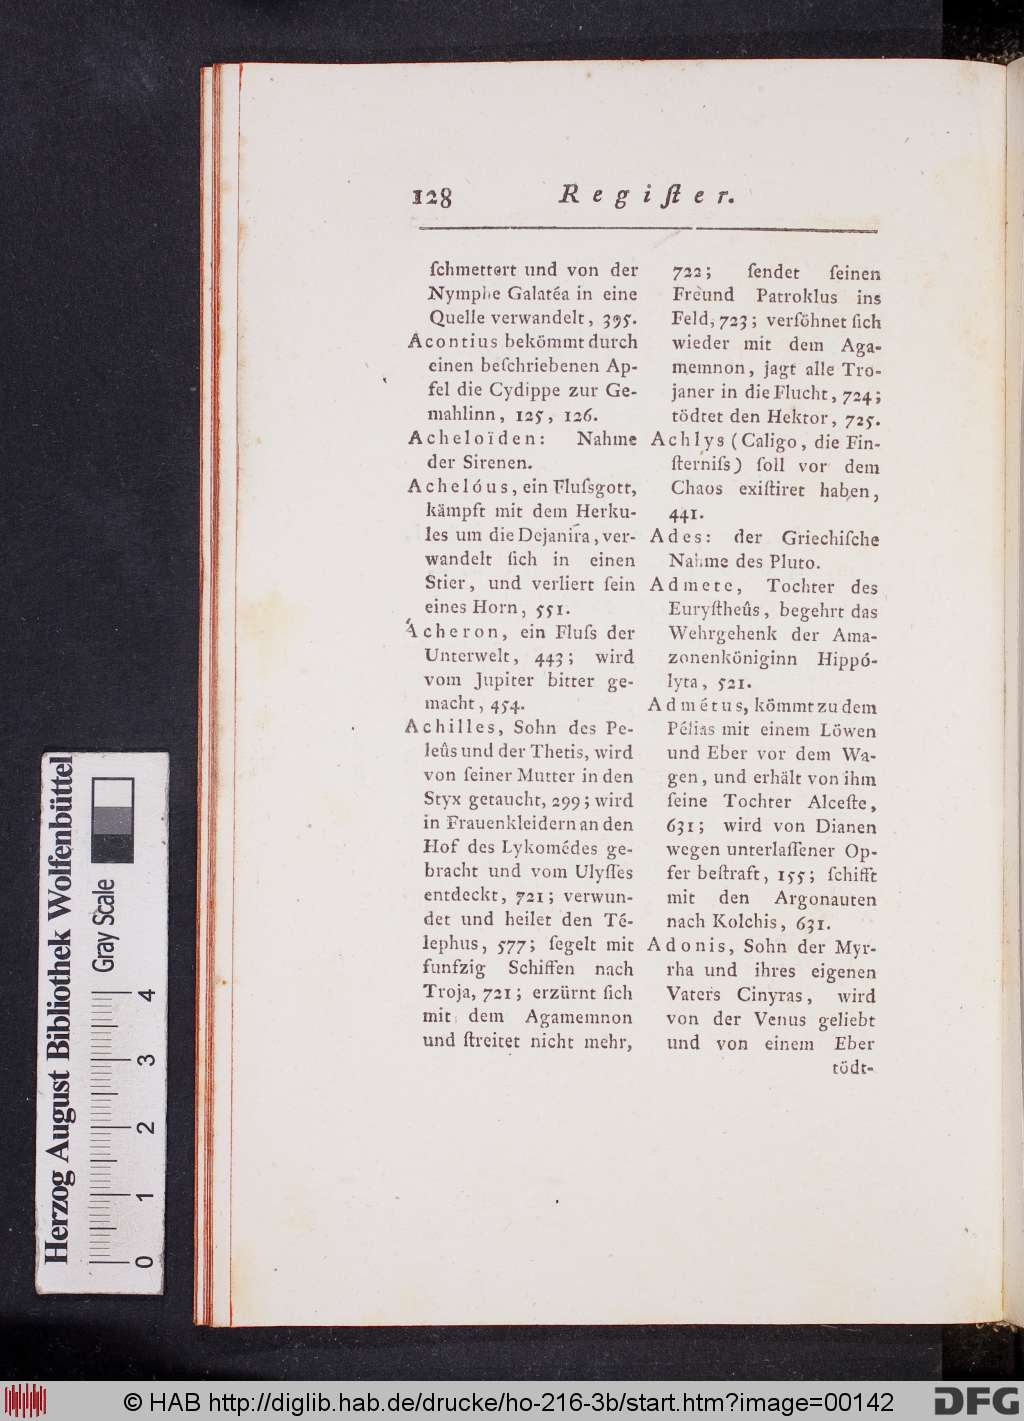 128 Regiſter.
ſchmettert und von der
Nymphe Galatéa in eine
Quelle verwandelt, 395.
Acontius bekömmt durch
einen beſchriebenen Ap-
fel die Cydippe zur Ge-
mahlinn, 125, 126.
Acheloïden: Nahme
der Sirenen.
Achelóus, ein Fluſsgott,
kämpft mit dem Herku-
les um die Dejanira, ver-
wandelt ſich in einen
Stier, und verliert ſein
eines Horn, 551.
Ácheron, ein Fluſs der
Unterwelt, 443; wird
vom Jupiter bitter ge-
macht, 454.
Achilles, Sohn des Pe-
leûs und der Thetis, wird
von ſeiner Mutter in den
Styx getaucht, 299; wird
in Frauenkleidern an den
Hof des Lykomédes ge-
bracht und vom Ulyſſes
entdeckt, 721; verwun-
det und heilet den Té-
lephus, 577; ſegelt mit
funfzig Schiffen nach
Troja, 721; erzürnt ſich
mit dem Agamemnon
und ſtreitet nicht mehr,
722; ſendet ſeinen
Freund Patroklus ins
Feld, 723; verſöhnet ſich
wieder mit dem Aga-
memnon, jagt alle Tro-
janer in die Flucht, 724;
tödtet den Hektor, 725.
Achlys (Caligo, die Fin-
ſterniſs) ſoll vor dem
Chaos exiſtiret haben,
441.
Ades: der Griechiſche
Nahme des Pluto.
Admete, Tochter des
Euryſtheûs, begehrt das
Wehrgehenk der Ama-
zonenköniginn Hippó-
lyta, 521.
Admétus, kömmt zu dem
Pélias mit einem Löwen
und Eber vor dem Wa-
gen, und erhält von ihm
ſeine Tochter Alceſte,
631; wird von Dianen
wegen unterlaſſener Op-
fer beſtraft, 155; ſchifft
mit den Argonauten
nach Kolchis, 631.
Adonis, Sohn der Myr-
rha und ihres eigenen
Vaters Cinyras, wird
von der Venus geliebt
und von einem Eber
tödt-
Herzog August Bibliothek Wolfenbüttel
Gray Scale
0 1 2 3 4
© HAB http://diglib.hab.de/drucke/ho-216-3b/start.htm?image=00142
DFG